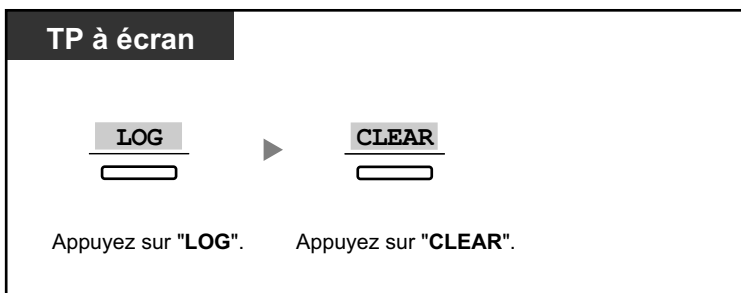 TP à écran
LOG CLEAR
Appuyez sur "LOG". Appuyez sur "CLEAR".